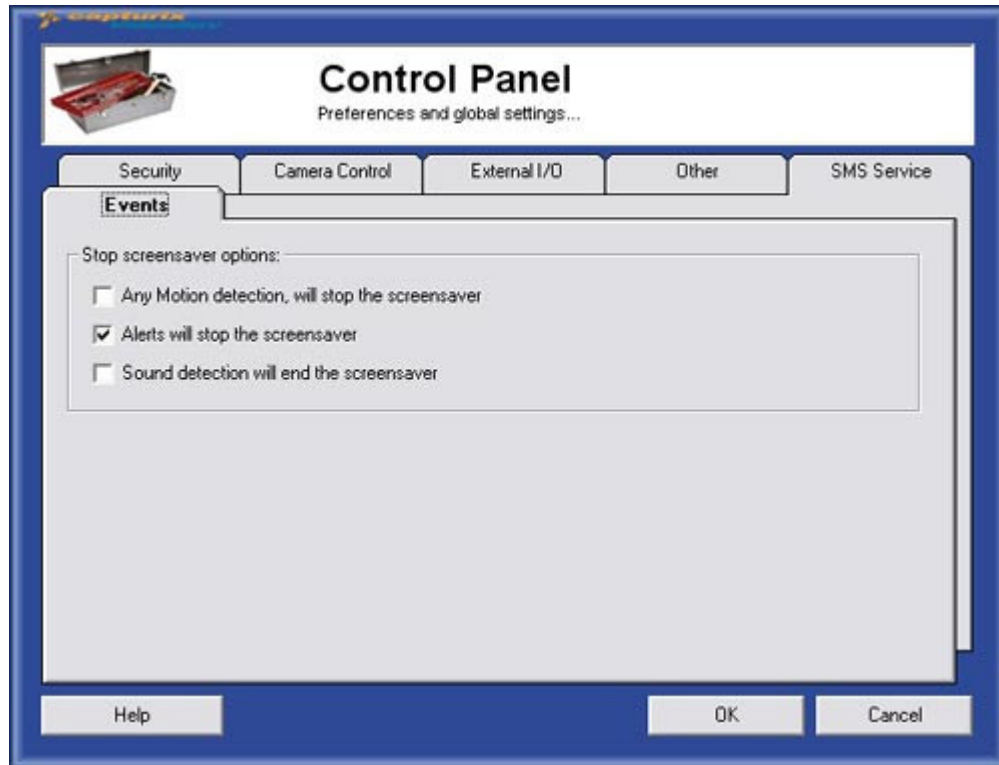 capturix
Control Panel
Preferences and global settings...
Security Camera Control External I/O Other SMS Service
Events
Stop screensaver options:
Any Motion detection, will stop the screensaver
Alerts will stop the screensaver
Sound detection will end the screensaver
Help OK Cancel